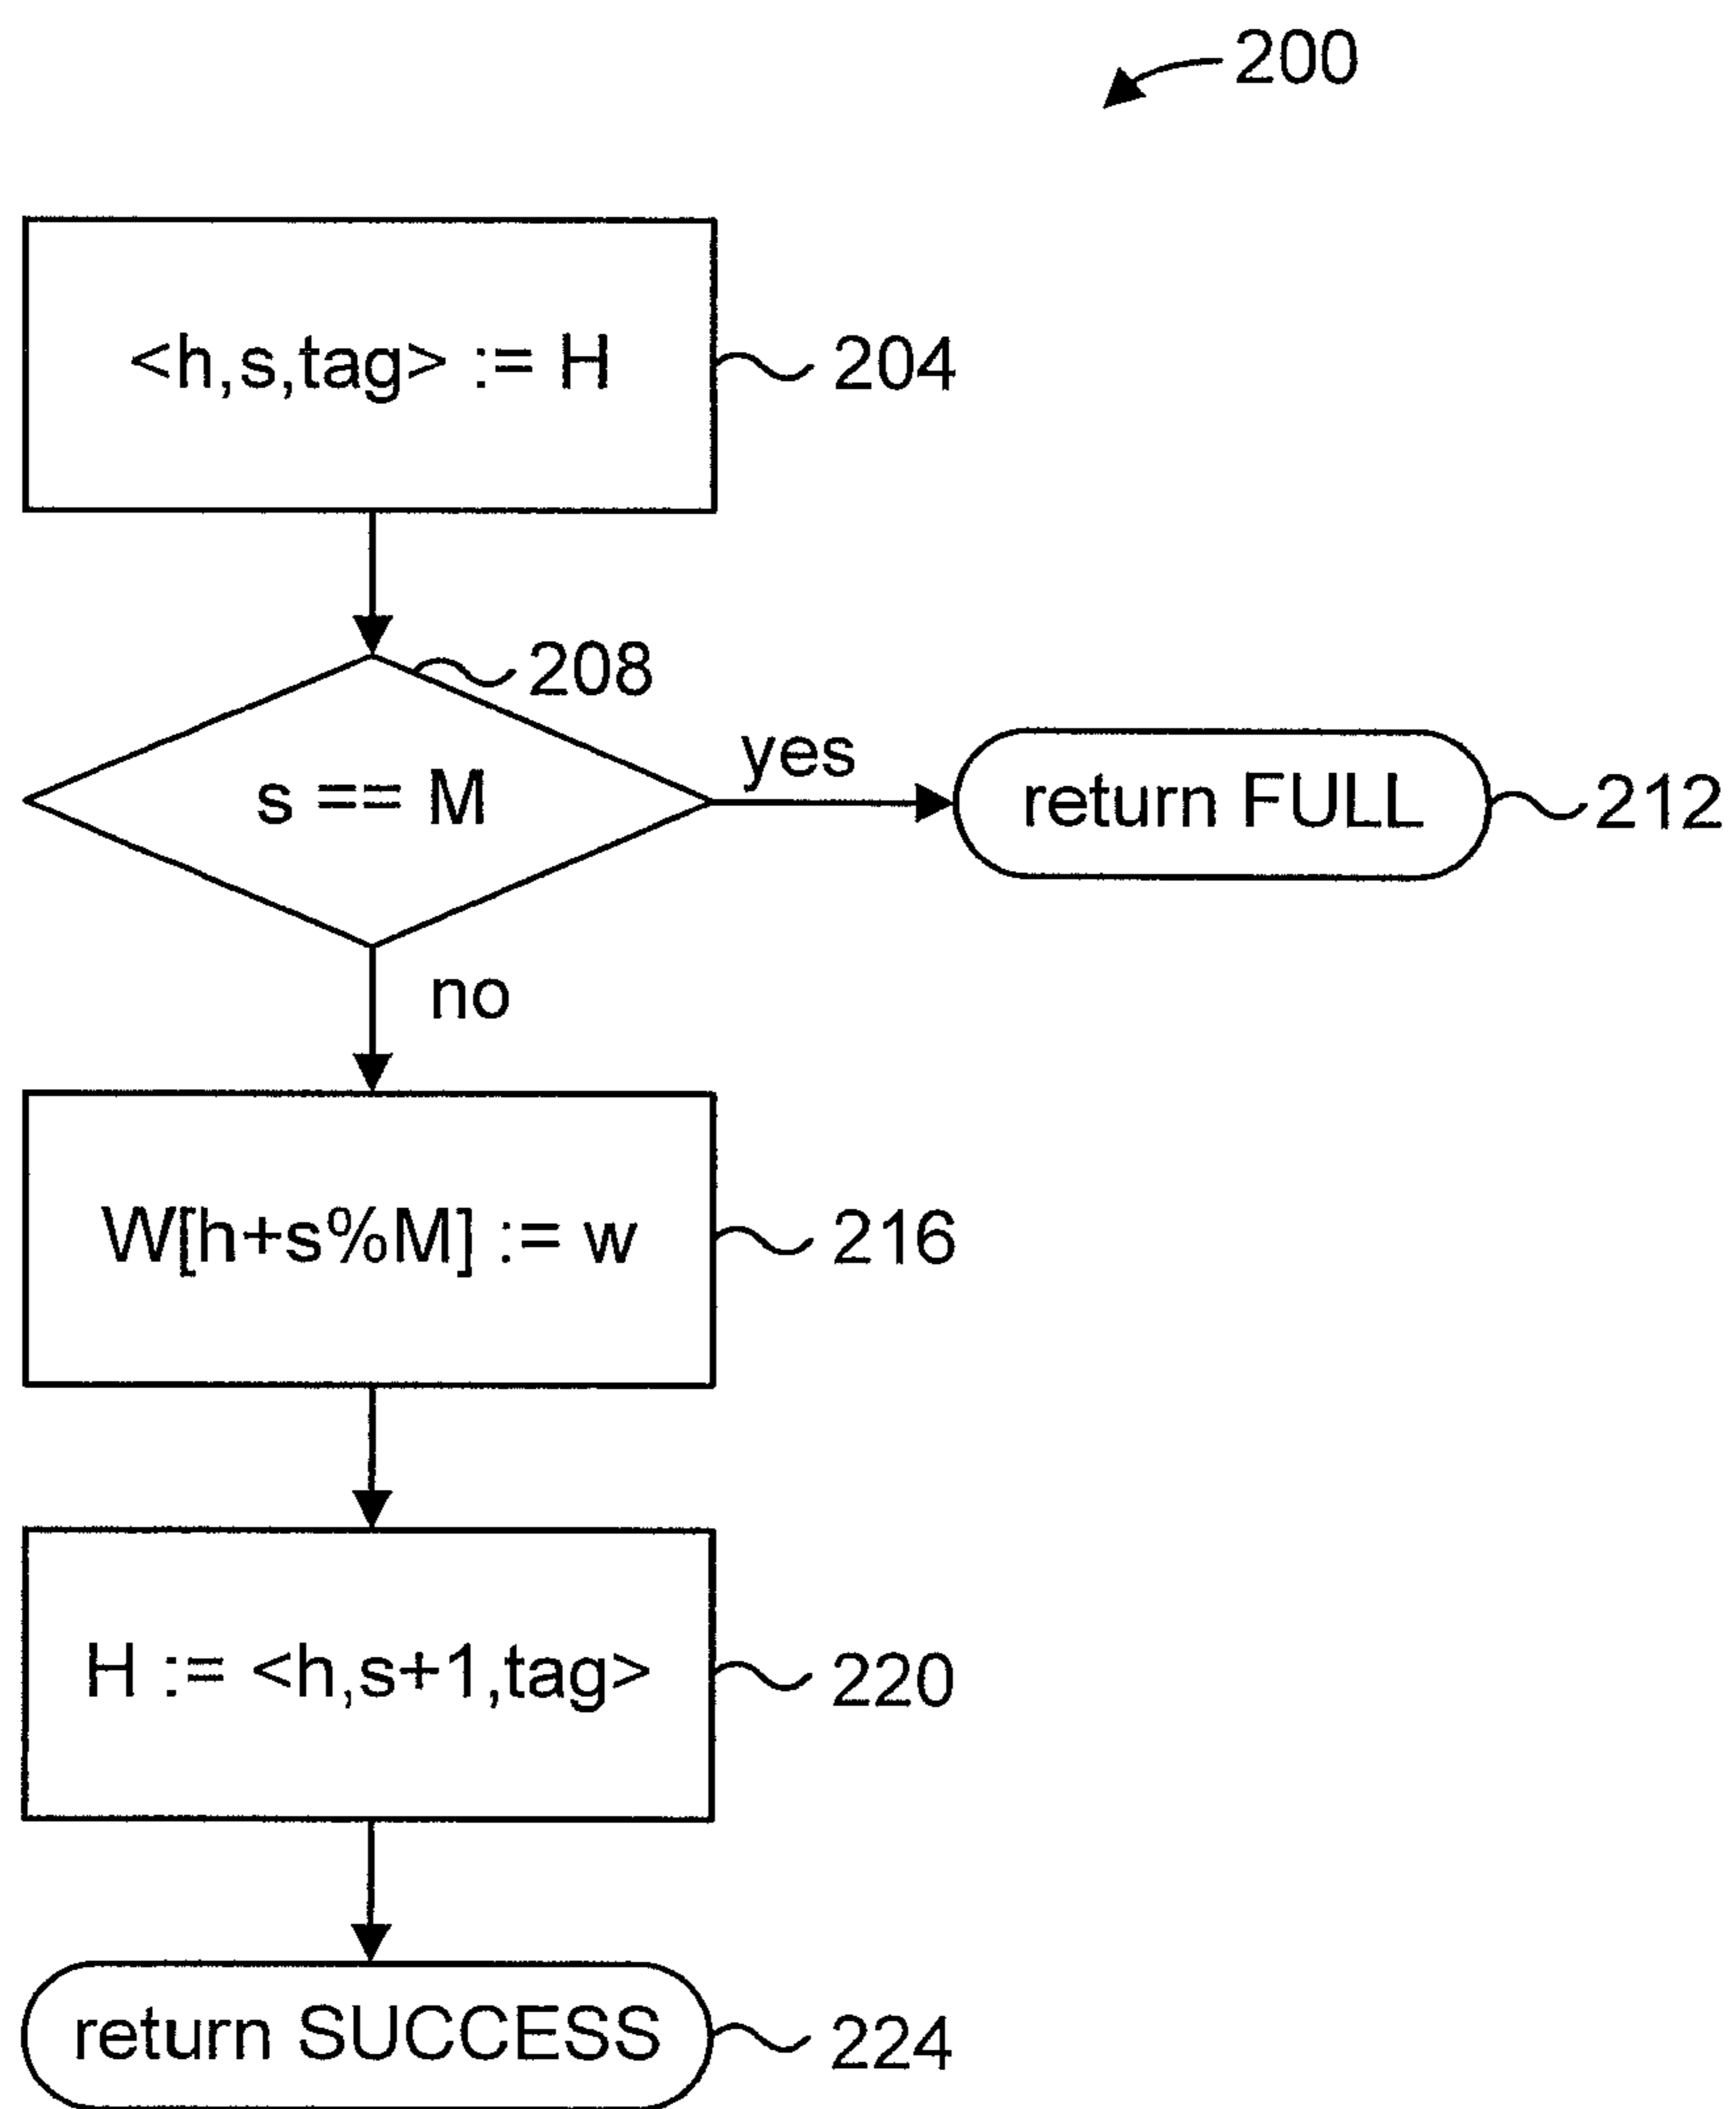 200
<h,s,tag> := H
204
208
s == M
yes
return FULL
212
no
W[h+s%M] := w
216
H := <h,s+1,tag>
220
return SUCCESS
224